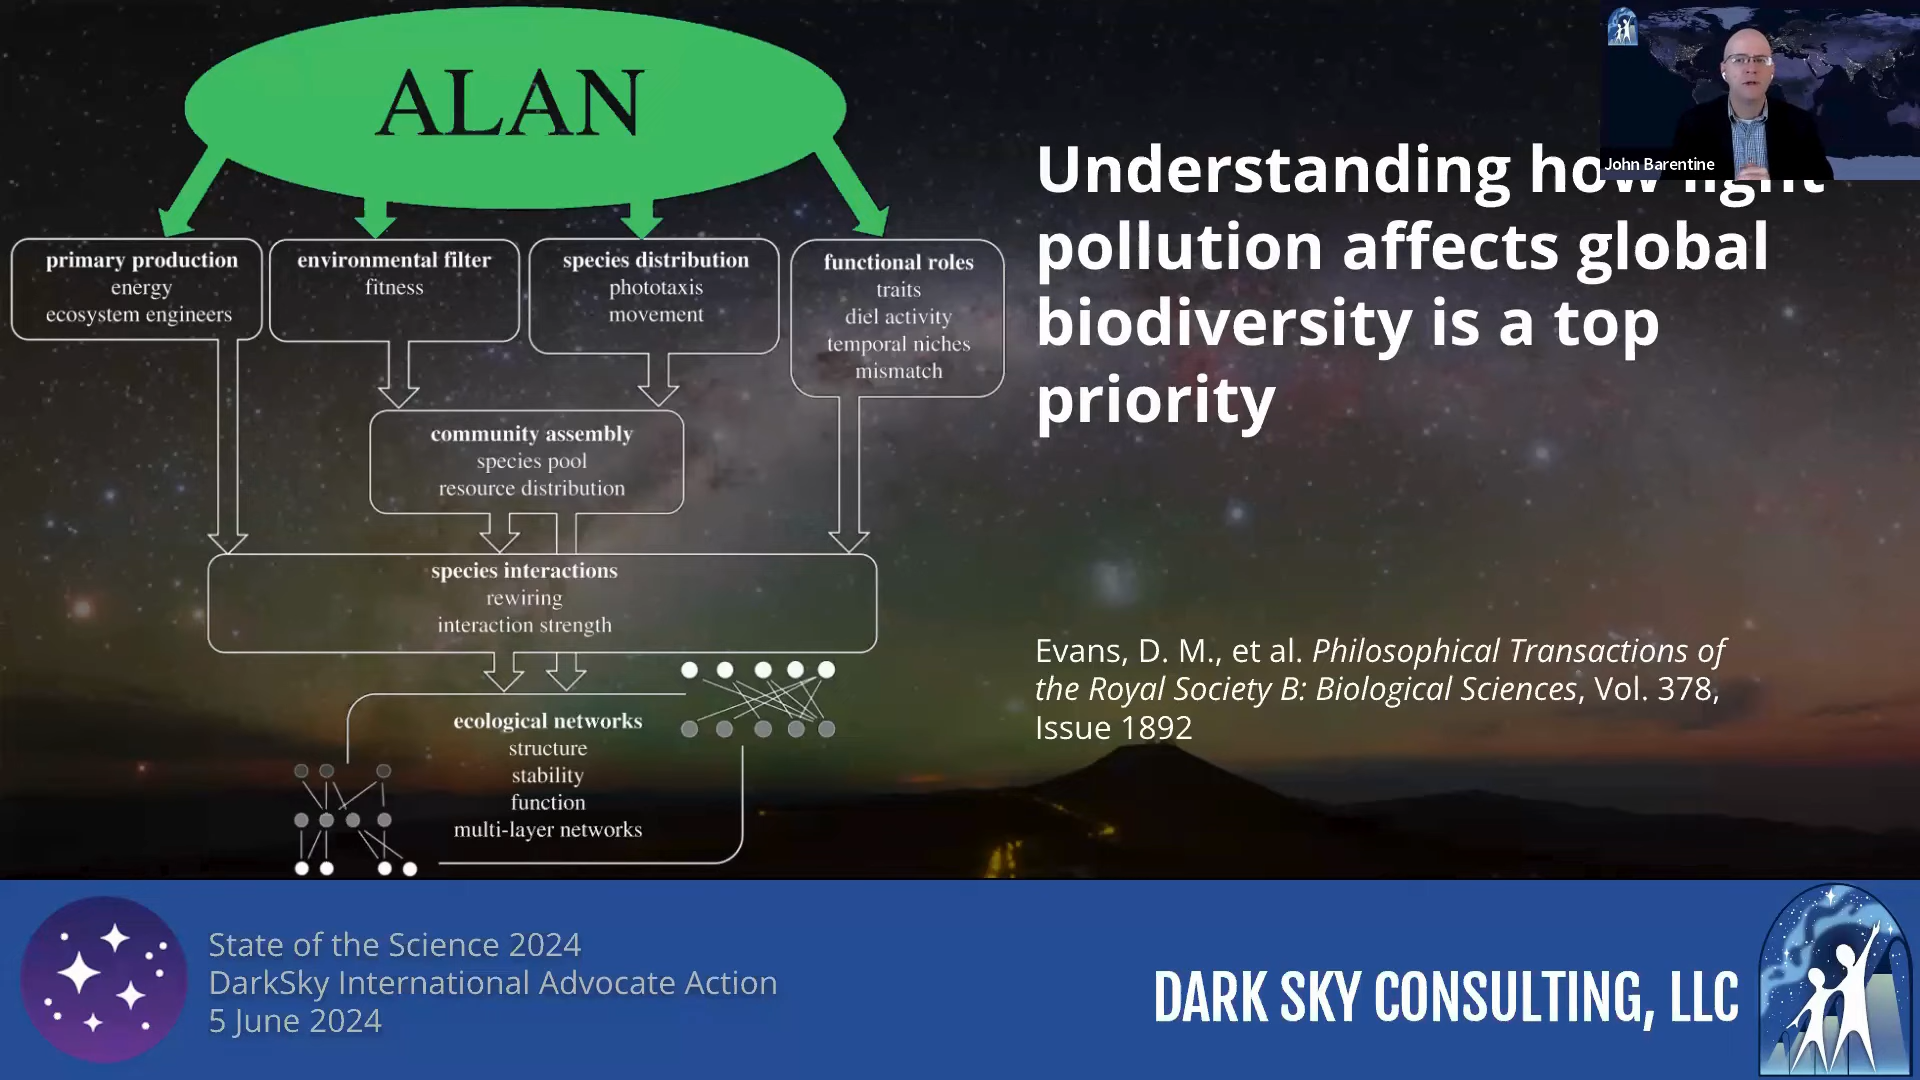 ALAN
primary production
energy
ecosystem engineers
environmental filter
fitness
species distribution
phototaxis
movement
functional roles
traits
diel activity
temporal niches
mismatch
community assembly
species pool
resource distribution
species interactions
rewiring
interaction strength
ecological networks
structure
stability
function
multi-layer networks
John Barentine
Understanding how light
pollution affects global
biodiversity is a top
priority
Evans, D. M., et al. Philosophical Transactions of
the Royal Society B: Biological Sciences, Vol. 378,
Issue 1892
State of the Science 2024
DarkSky International Advocate Action
5 June 2024
DARK SKY CONSULTING, LLC